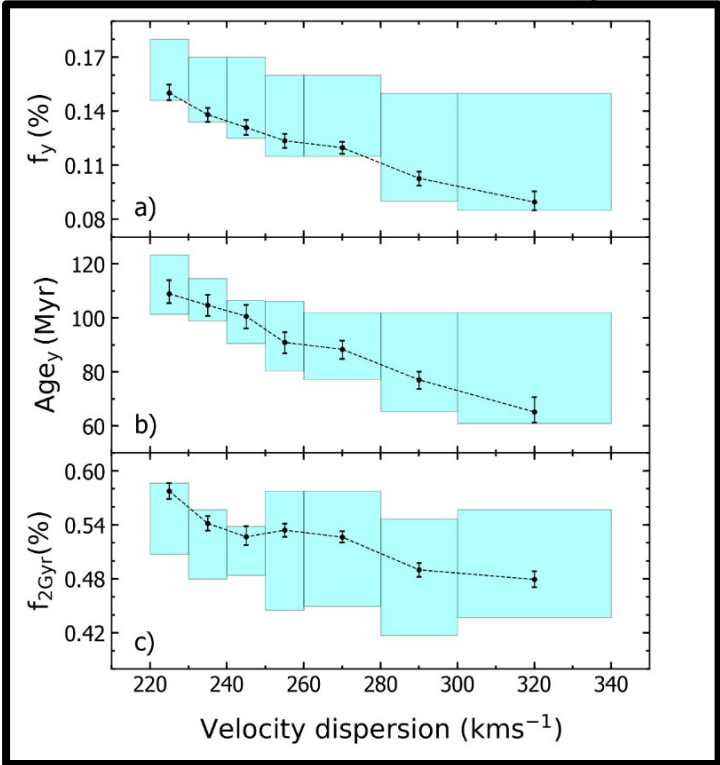 0.17
0.14
0.11
0.08
f_y (%)
a)
120
100
80
60
Age_y (Myr)
b)
0.60
0.54
0.48
0.42
f_2Gyr(%)
c)
220 240 260 280 300 320 340
Velocity dispersion (kms⁻¹)